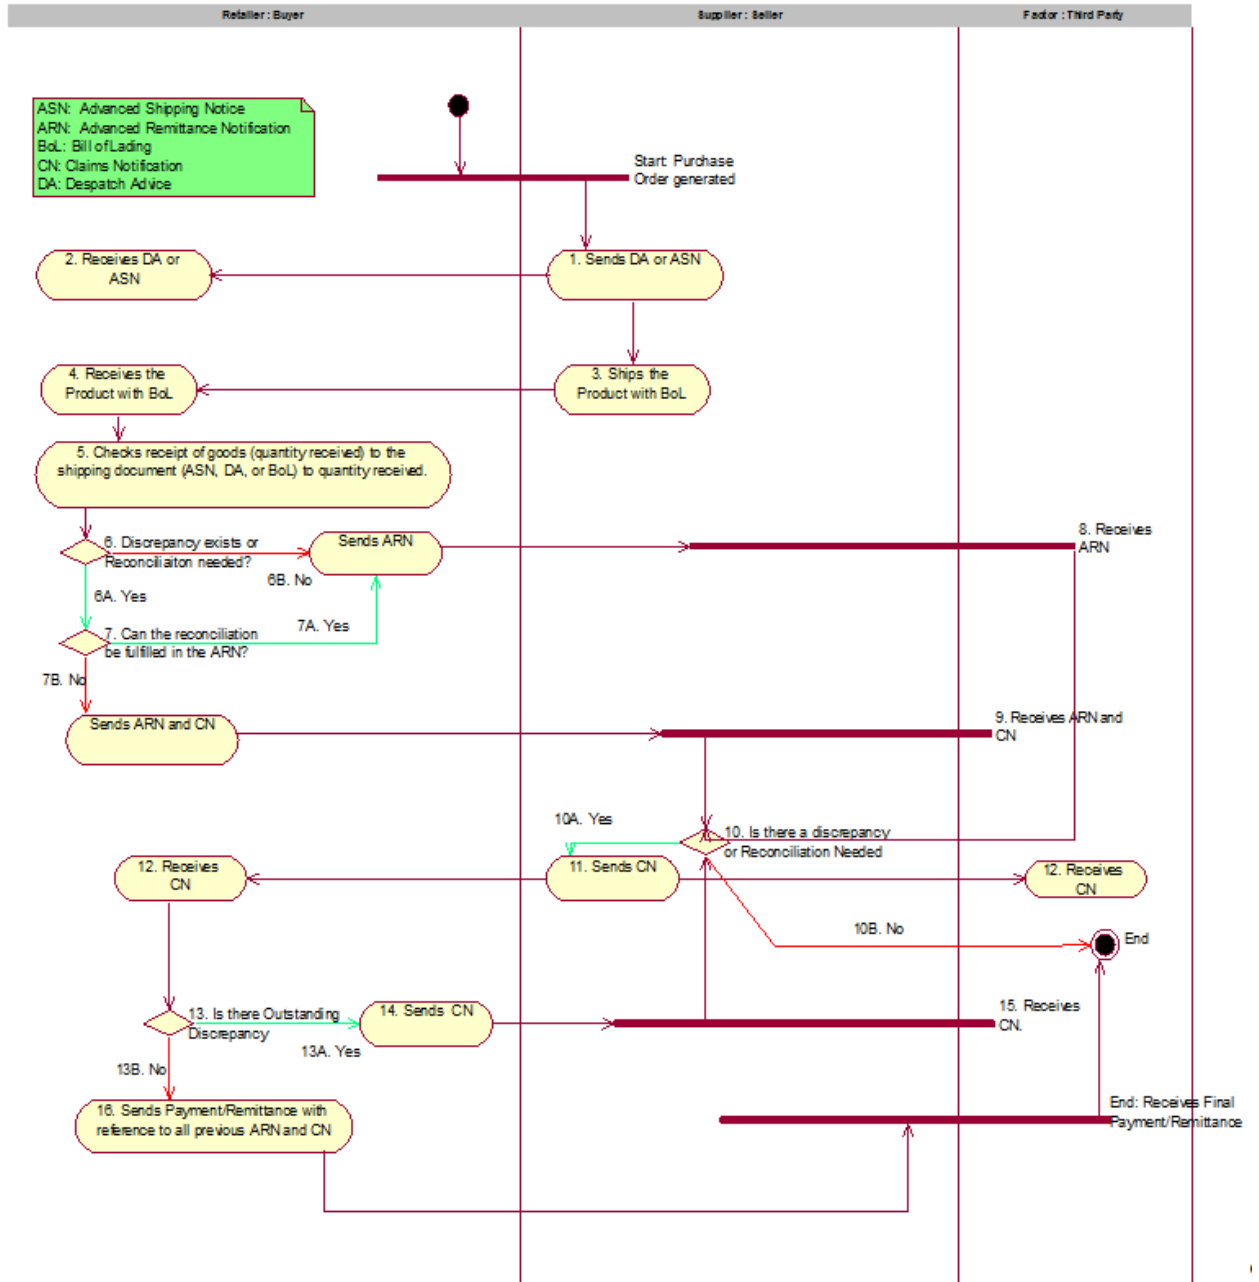 Retailer : Buyer
Supplier : Seller
Factor : Third Party
ASN: Advanced Shipping Notice
ARN: Advanced Remittance Notification
BoL: Bill of Lading
CN: Claims Notification
DA: Despatch Advice
Start: Purchase
Order generated
2. Receives DA or
ASN
1. Sends DA or ASN
4. Receives the
Product with BoL
3. Ships the
Product with BoL
5. Checks receipt of goods (quantity received) to the
shipping document (ASN, DA, or BoL) to quantity received.
6. Discrepancy exists or
Reconciliaiton needed?
Sends ARN
8. Receives
ARN
6B. No
6A. Yes
7. Can the reconciliation
be fulfilled in the ARN?
7A. Yes
7B. No
Sends ARN and CN
9. Receives ARN and
CN
10A. Yes
10. Is there a discrepancy
or Reconciliation Needed
12. Receives
CN
11. Sends CN
12. Receives
CN
10B. No
End
13. Is there Outstanding
Discrepancy
14. Sends CN
15. Receives
CN.
13A. Yes
13B. No
16. Sends Payment/Remittance with
reference to all previous ARN and CN
End: Receives Final
Payment/Remittance